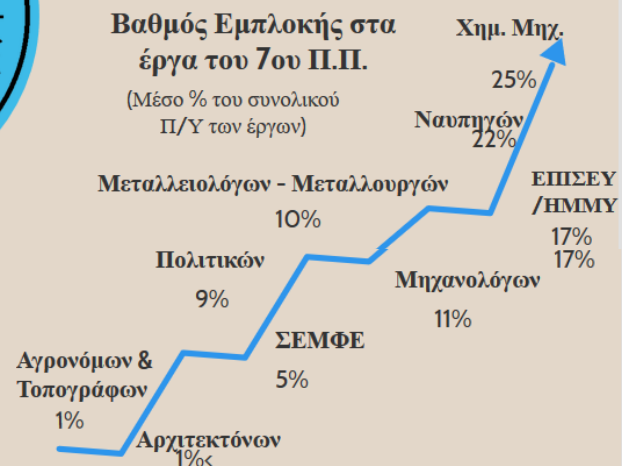 Βαθμός Εμπλοκής στα
έργα του 7ου Π.Π.
(Μέσο % του συνολικού
Π/Υ των έργων)
Χημ. Μηχ.
25%
Ναυπηγών
22%
ΕΠΙΣΕΥ
/ΗΜΜΥ
17%
17%
Μεταλλειολόγων - Μεταλλουργών
10%
Μηχανολόγων
11%
Πολιτικών
9%
ΣΕΜΦΕ
5%
Αγρονόμων &
Τοπογράφων
1%
Αρχιτεκτόνων
1%<